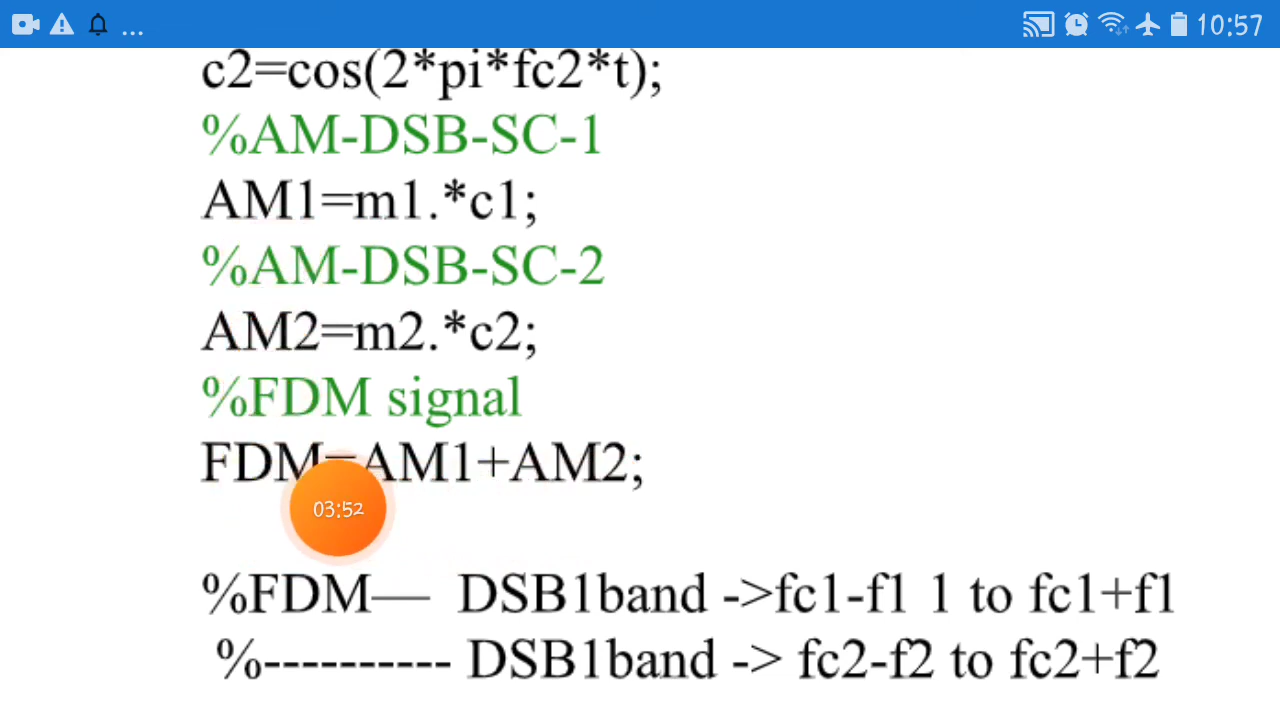 ... 10:57
c2=cos(2*pi*fc2*t);
%AM-DSB-SC-1
AM1=m1.*c1;
%AM-DSB-SC-2
AM2=m2.*c2;
%FDM signal
FDM=AM1+AM2;
03:52
%FDM— DSB1band ->fc1-f1 1 to fc1+f1
%---------- DSB1band -> fc2-f2 to fc2+f2